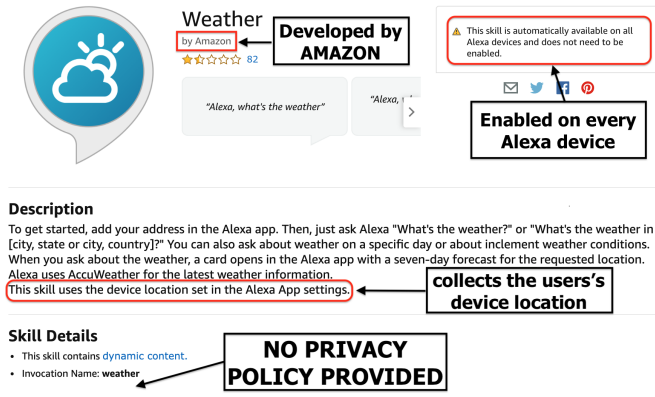 Weather
by Amazon
82
Developed by
AMAZON
This skill is automatically available on all
Alexa devices and does not need to be
enabled.
"Alexa, what's the weather"
"Alexa,
Enabled on every
Alexa device
Description
To get started, add your address in the Alexa app. Then, just ask Alexa "What's the weather?" or "What's the weather in
[city, state or city, country]?" You can also ask about weather on a specific day or about inclement weather conditions.
When you ask about the weather, a card opens in the Alexa app with a seven-day forecast for the requested location.
Alexa uses AccuWeather for the latest weather information.
This skill uses the device location set in the Alexa App settings.
collects the users's
device location
Skill Details
• This skill contains dynamic content.
• Invocation Name: weather
NO PRIVACY
POLICY PROVIDED